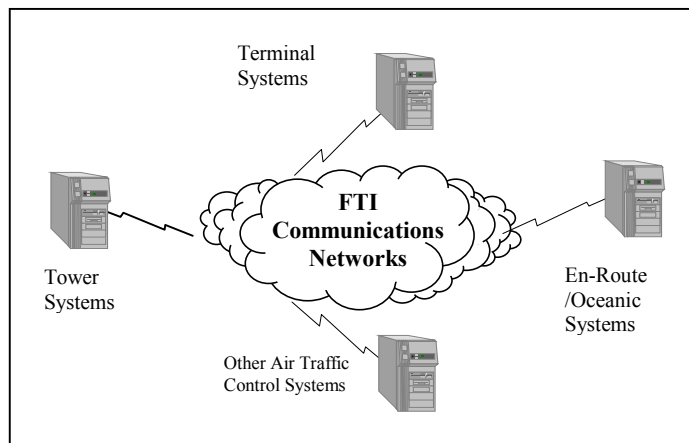 Terminal
Systems
FTI
Communications
Networks
Tower
Systems
En-Route
/Oceanic
Systems
Other Air Traffic
Control Systems